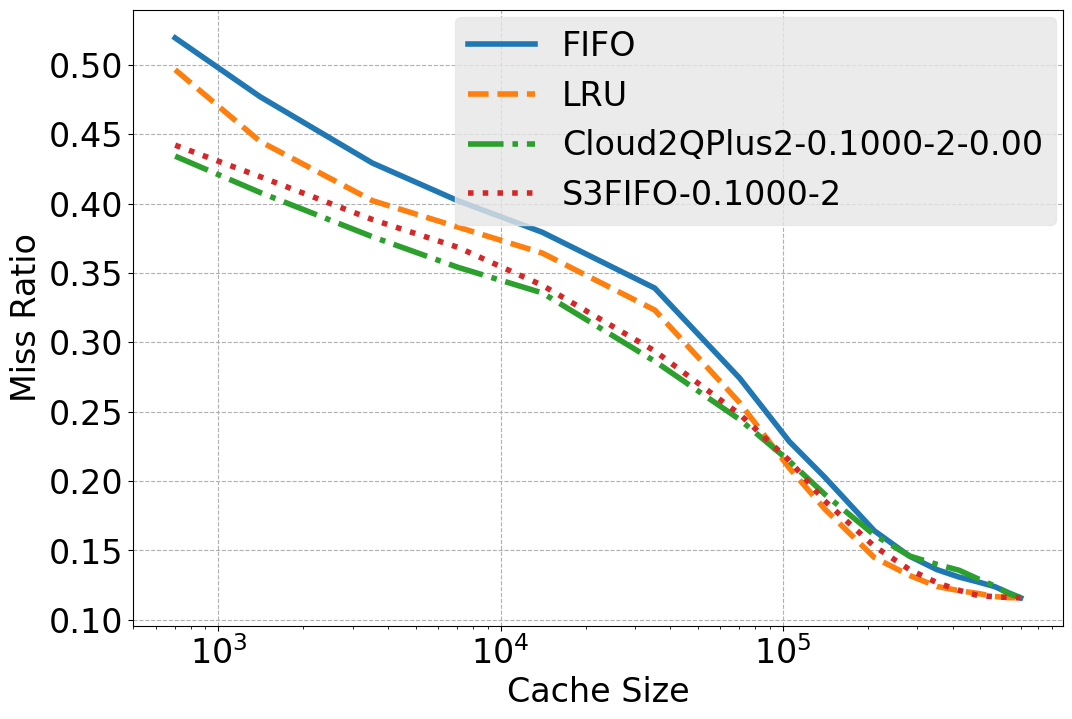 FIFO
LRU
Cloud2QPlus2-0.1000-2-0.00
S3FIFO-0.1000-2
Miss Ratio
0.50
0.45
0.40
0.35
0.30
0.25
0.20
0.15
0.10
10³
10⁴
10⁵
Cache Size